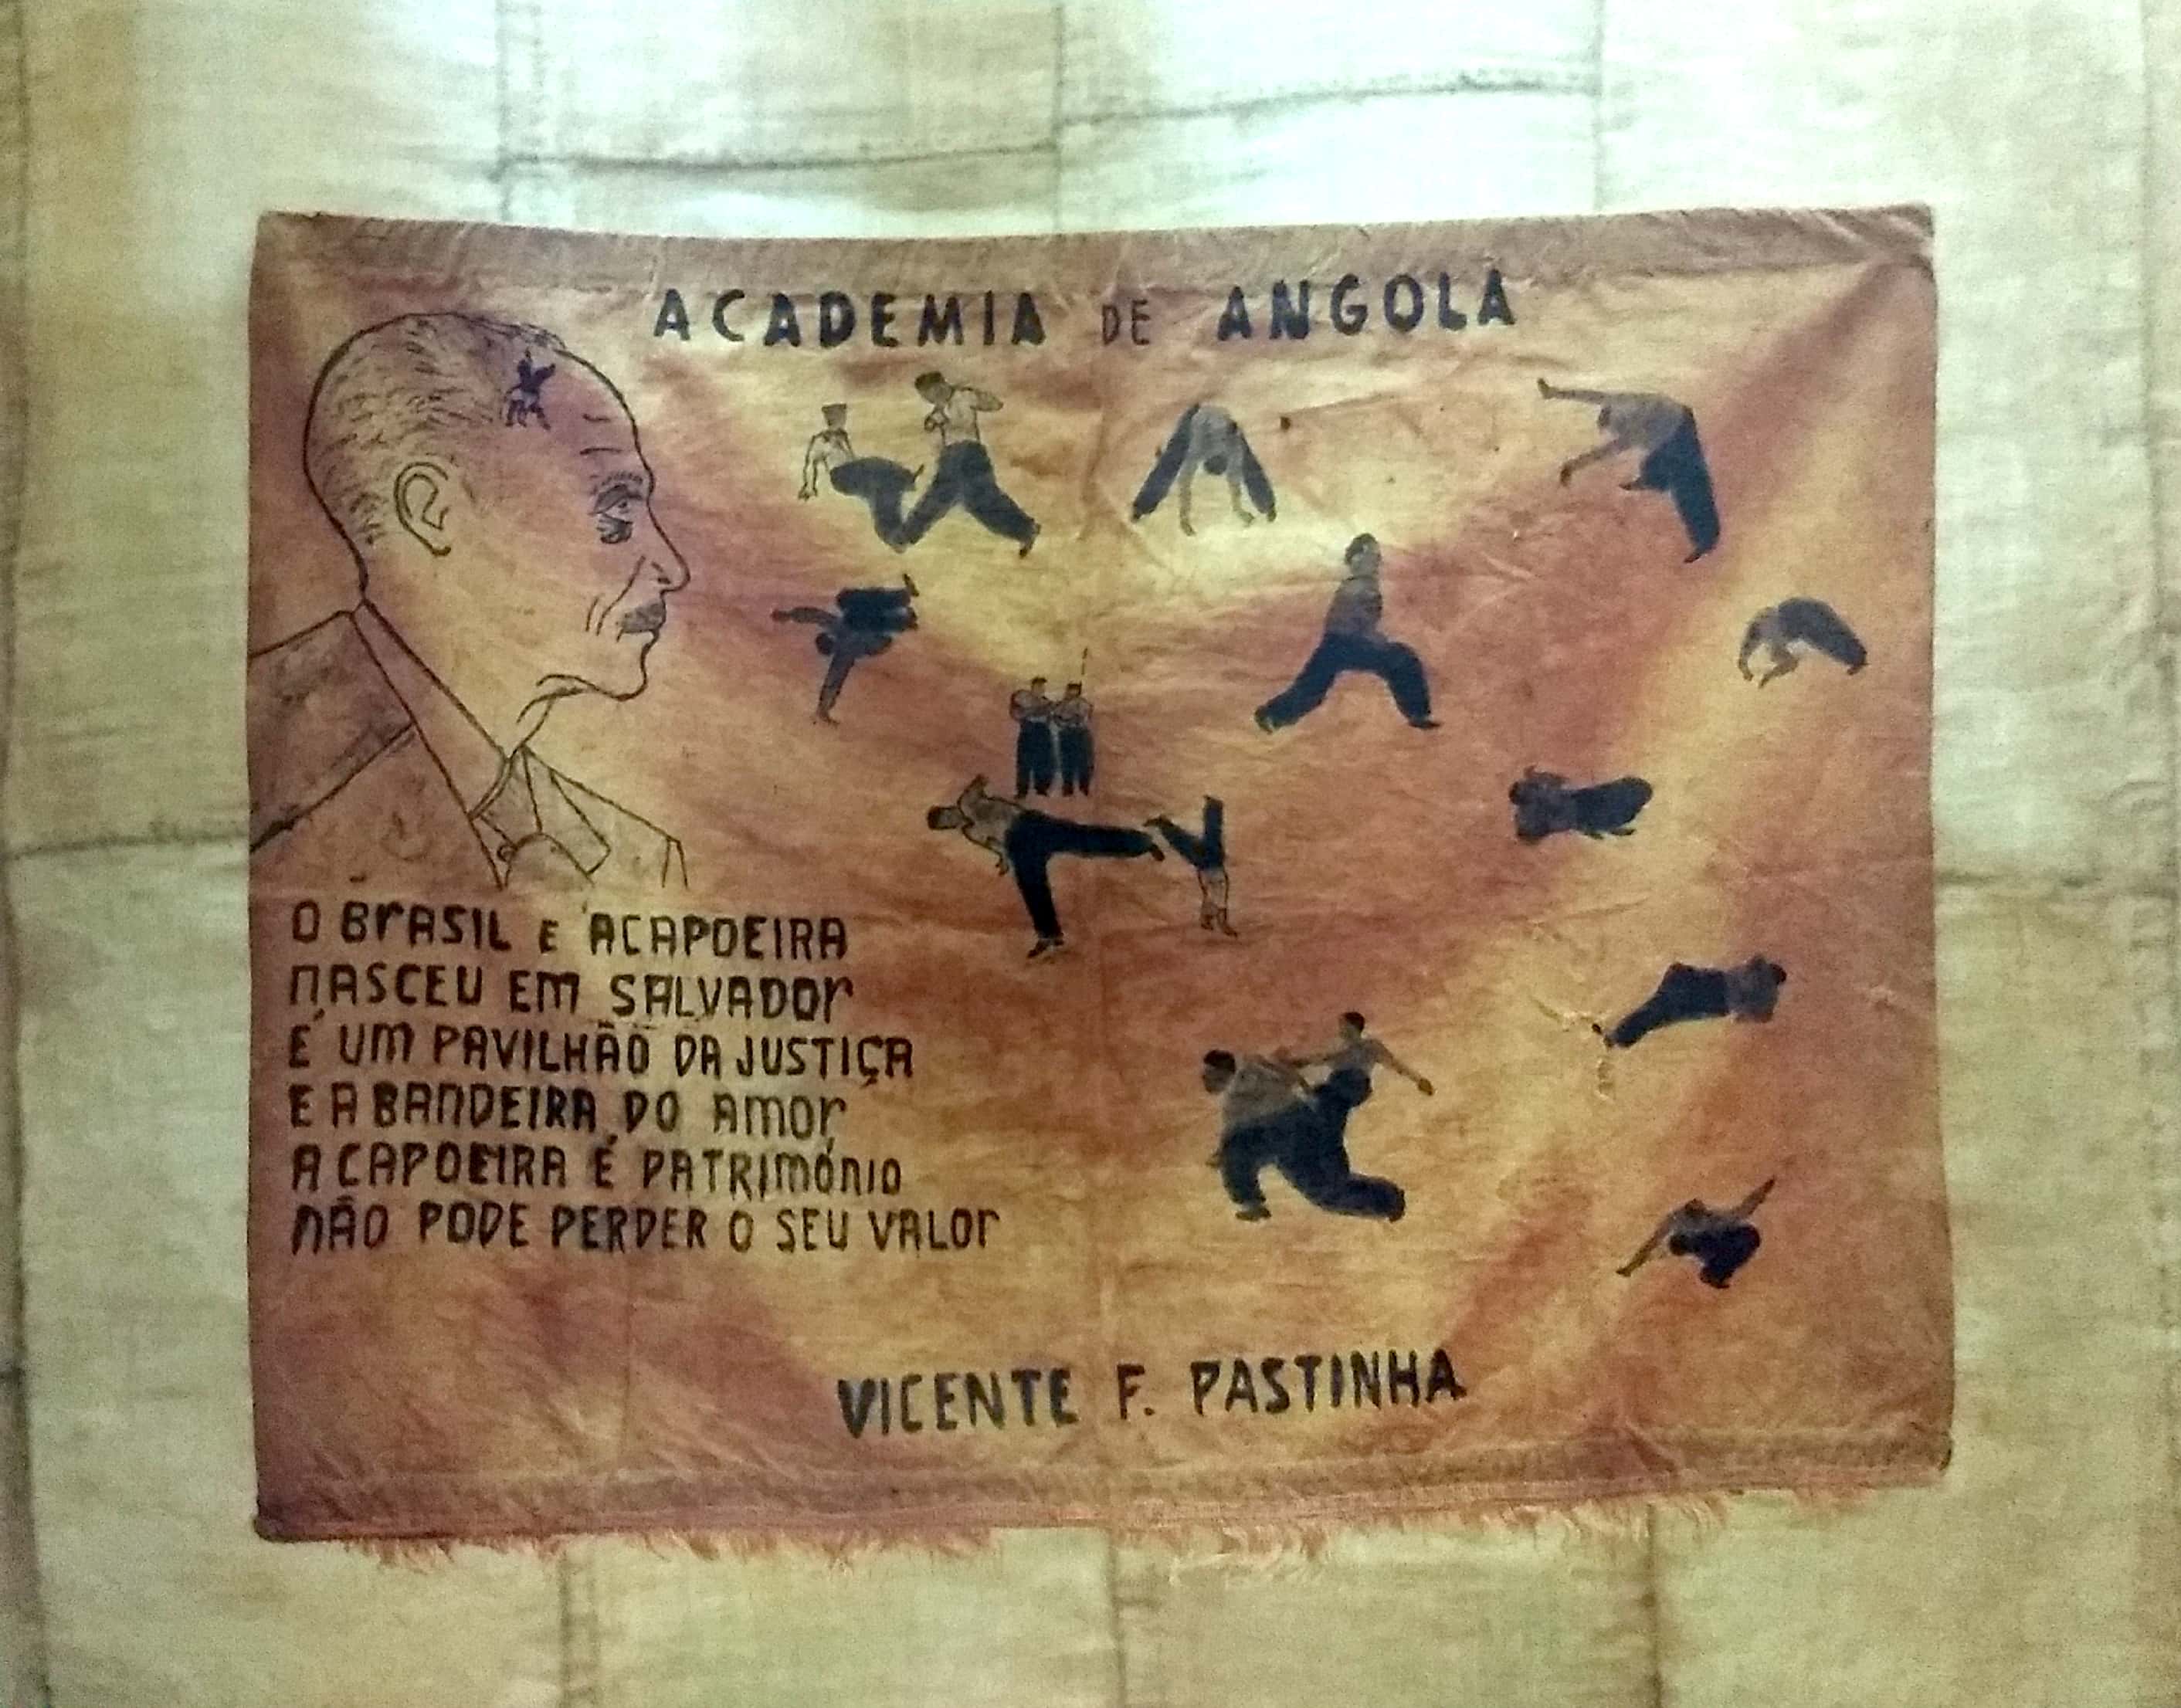 ACADEMIA DE ANGOLA
O BrASIL E ACAPOEIRA
nASCEU Em SALVADOr
É Um PAVILHÃO DA JUSTIÇA
E A BAnDEIRA DO AmOr
A CAPOEIRA É PATRImÓnIO
nÃO PODE PERDER O SEU VALOr
VICENTE F. PASTINHA